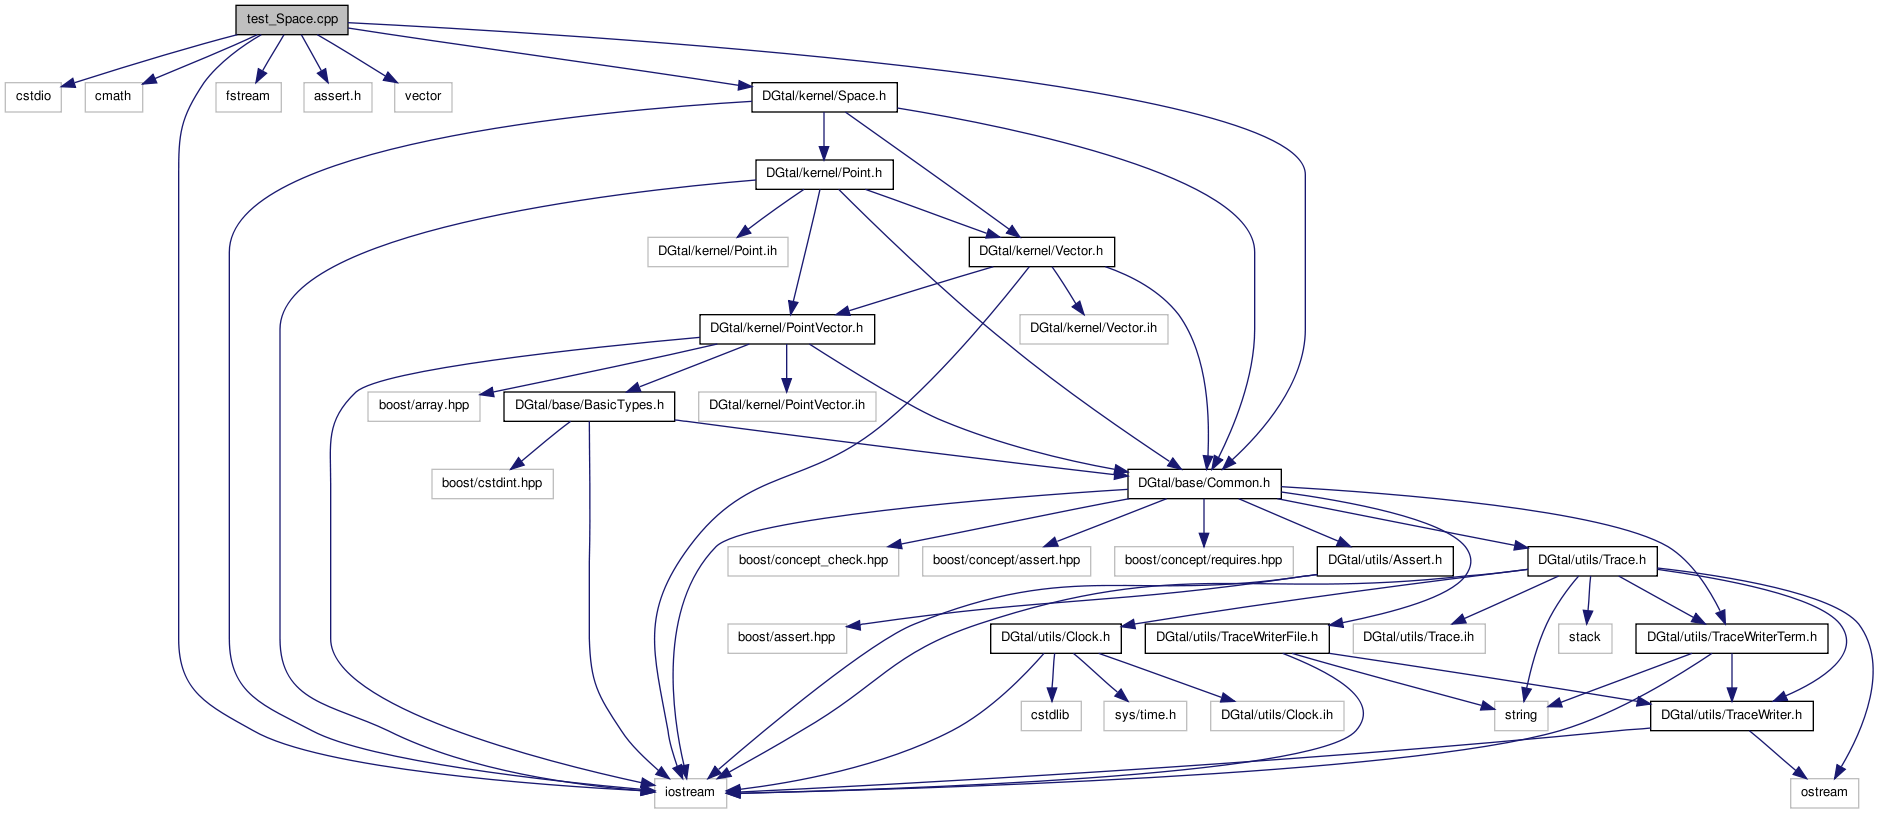 test_Space.cpp
cstdio
cmath
fstream
assert.h
vector
DGtal/kernel/Space.h
DGtal/kernel/Point.h
DGtal/kernel/Point.ih
DGtal/kernel/Vector.h
DGtal/kernel/PointVector.h
DGtal/kernel/Vector.ih
boost/array.hpp
DGtal/base/BasicTypes.h
DGtal/kernel/PointVector.ih
boost/cstdint.hpp
DGtal/base/Common.h
boost/concept_check.hpp
boost/concept/assert.hpp
boost/concept/requires.hpp
DGtal/utils/Assert.h
DGtal/utils/Trace.h
boost/assert.hpp
DGtal/utils/Clock.h
DGtal/utils/TraceWriterFile.h
DGtal/utils/Trace.ih
stack
DGtal/utils/TraceWriterTerm.h
cstdlib
sys/time.h
DGtal/utils/Clock.ih
string
DGtal/utils/TraceWriter.h
iostream
ostream